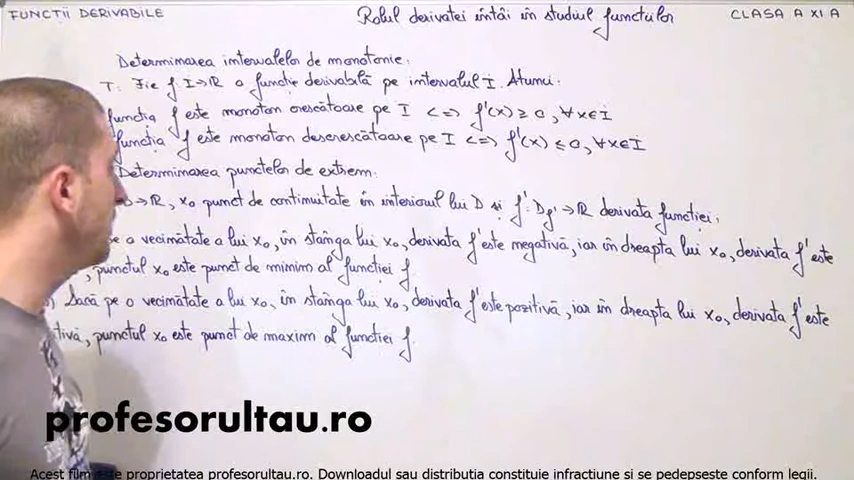 FUNCȚII DERIVABILE
Rolul derivatei întâi în studiul funcțiilor
CLASA A XI A
Determinarea intervalelor de monotonie:
T: Fie f: I→ℝ o funcție derivabilă pe intervalul I. Atunci:
funcția f este monoton crescătoare pe I <=> f'(x) ≥ 0, ∀x∈I
funcția f este monoton descrescătoare pe I <=> f'(x) ≤ 0, ∀x∈I
Determinarea punctelor de extrem:
→ℝ, x₀ punct de continuitate în interiorul lui D și f': D_f' →ℝ derivata funcției;
pe o vecinătate a lui x₀, în stânga lui x₀, derivata f' este negativă, iar în dreapta lui x₀, derivata f' este
, punctul x₀ este punct de minim al funcției f.
) Dacă pe o vecinătate a lui x₀, în stânga lui x₀, derivata f' este pozitivă, iar în dreapta lui x₀, derivata f' este
tivă, punctul x₀ este punct de maxim al funcției f.
profesorultau.ro
Acest film este proprietatea profesorultau.ro. Downloadul sau distributia constituie infractiune si se pedepseste conform legii.